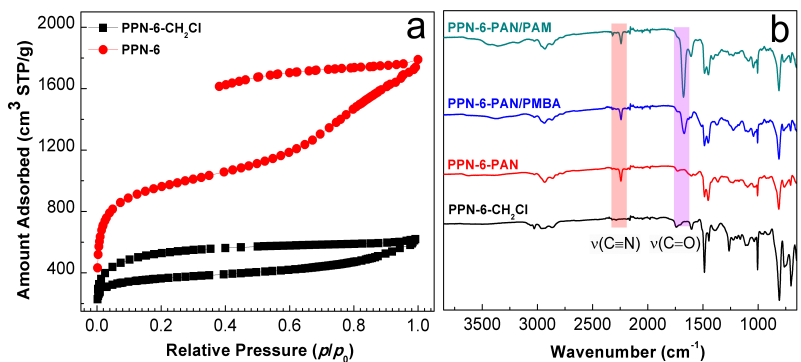 a
PPN-6-CH₂Cl
PPN-6
Amount Adsorbed (cm³ STP/g)
2000
1600
1200
800
400
0.0 0.2 0.4 0.6 0.8 1.0
Relative Pressure (p/p₀)
b
PPN-6-PAN/PAM
PPN-6-PAN/PMBA
PPN-6-PAN
PPN-6-CH₂Cl
ν(C≡N) ν(C=O)
3500 3000 2500 2000 1500 1000
Wavenumber (cm⁻¹)